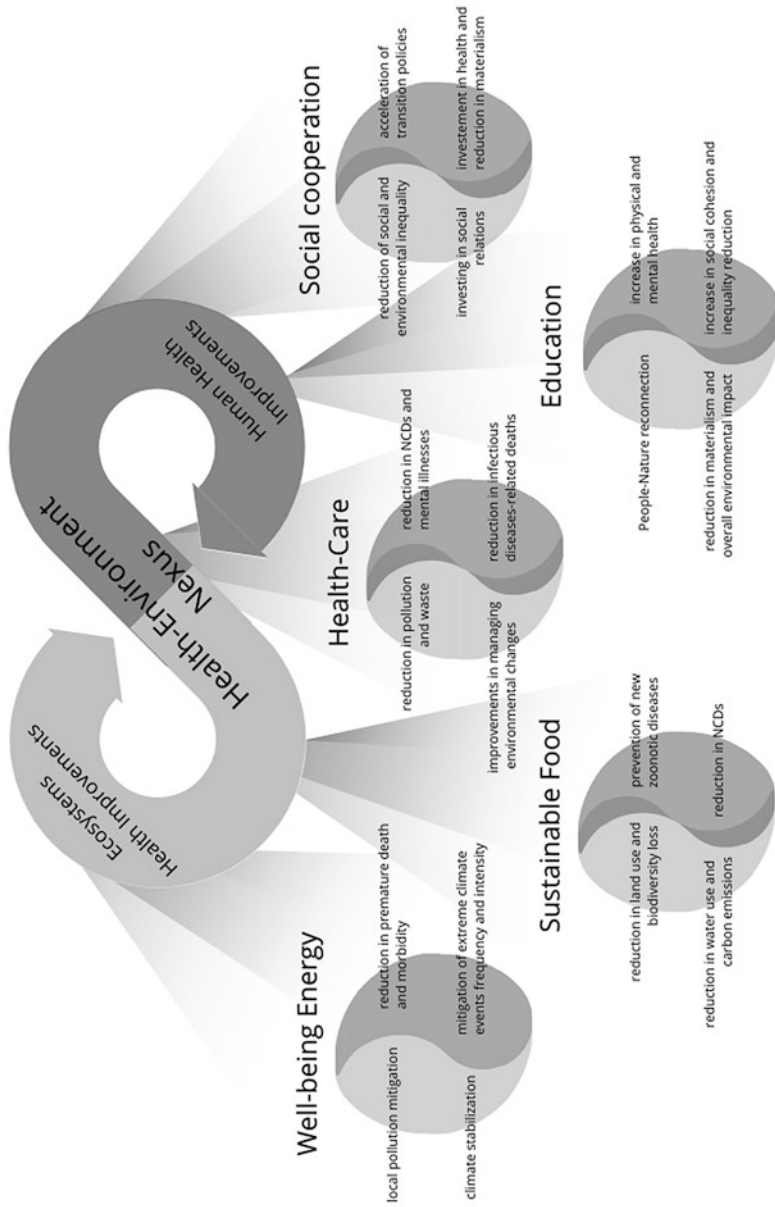 Ecosystems
Health Improvements
Health-Environment
Nexus
Human Health
Improvements
Well-being Energy
local pollution mitigation
reduction in premature death
and morbidity
climate stabilization
mitigation of extreme climate
events frequency and intensity
Health-Care
reduction in pollution
and waste
reduction in NCDs and
mental illnesses
improvements in managing
environmental changes
reduction in infectious
diseases-related deaths
Social cooperation
reduction of social and
environmental inequality
acceleration of
transition policies
investing in social
relations
investement in health and
reduction in materialism
Sustainable Food
reduction in land use and
biodiversity loss
prevention of new
zoonotic diseases
reduction in water use and
carbon emissions
reduction in NCDs
Education
People-Nature reconnection
increase in physical and
mental health
reduction in materialism and
overall environmental impact
increase in social cohesion and
inequality reduction